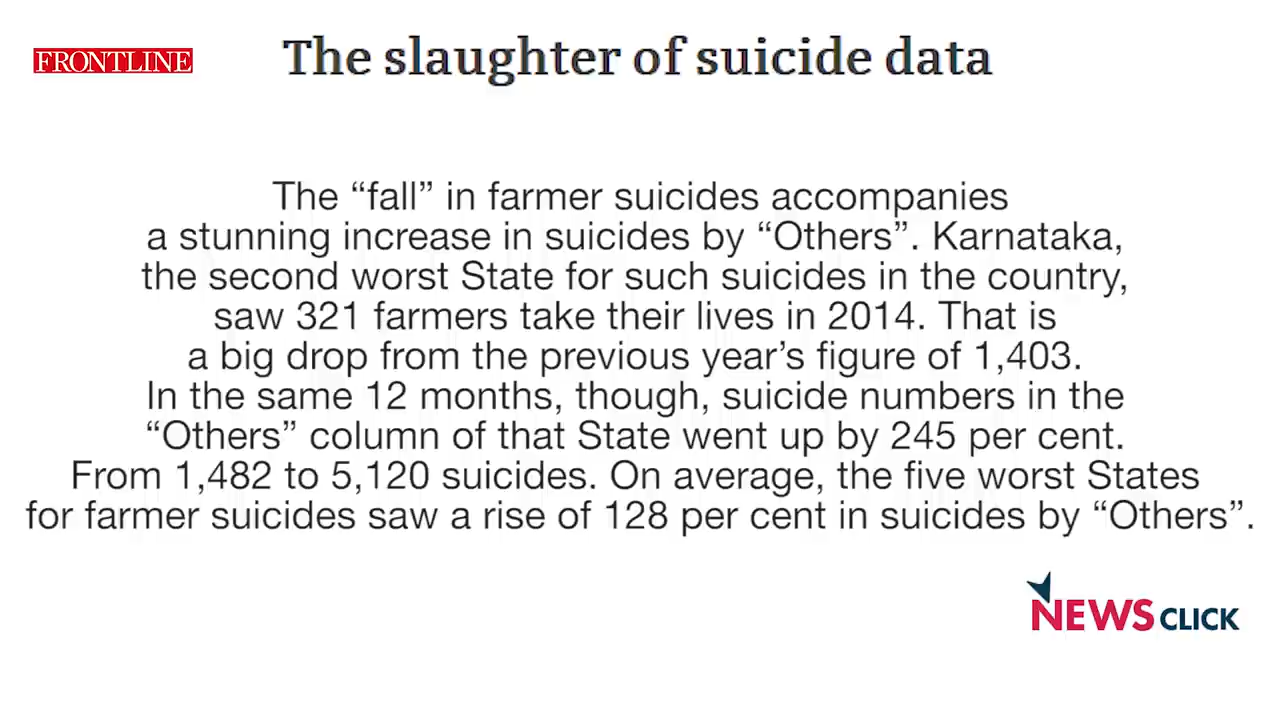 FRONTLINE
The slaughter of suicide data
The “fall” in farmer suicides accompanies
a stunning increase in suicides by “Others”. Karnataka,
the second worst State for such suicides in the country,
saw 321 farmers take their lives in 2014. That is
a big drop from the previous year’s figure of 1,403.
In the same 12 months, though, suicide numbers in the
“Others” column of that State went up by 245 per cent.
From 1,482 to 5,120 suicides. On average, the five worst States
for farmer suicides saw a rise of 128 per cent in suicides by “Others”.
NEWS CLICK